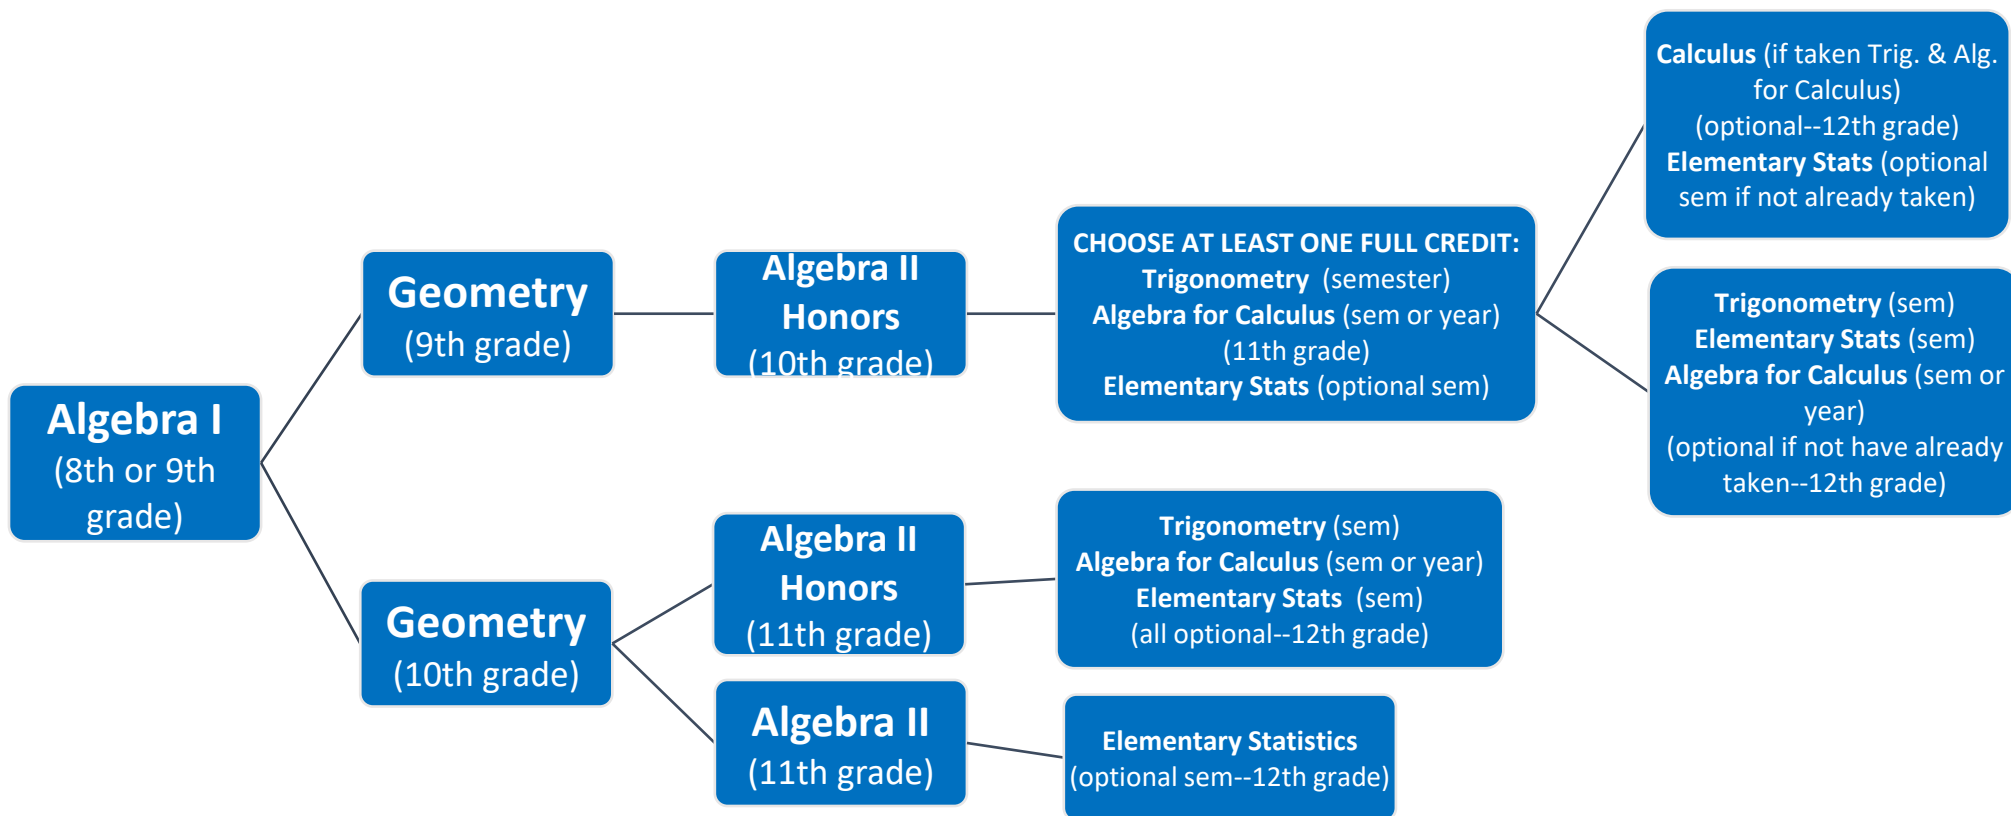 Algebra I
(8th or 9th
grade)
Geometry
(9th grade)
Algebra II
Honors
(10th grade)
CHOOSE AT LEAST ONE FULL CREDIT:
Trigonometry (semester)
Algebra for Calculus (sem or year)
(11th grade)
Elementary Stats (optional sem)
Calculus (if taken Trig. & Alg.
for Calculus)
(optional--12th grade)
Elementary Stats (optional
sem if not already taken)
Trigonometry (sem)
Elementary Stats (sem)
Algebra for Calculus (sem or
year)
(optional if not have already
taken--12th grade)
Geometry
(10th grade)
Algebra II
Honors
(11th grade)
Trigonometry (sem)
Algebra for Calculus (sem or year)
Elementary Stats (sem)
(all optional--12th grade)
Algebra II
(11th grade)
Elementary Statistics
(optional sem--12th grade)